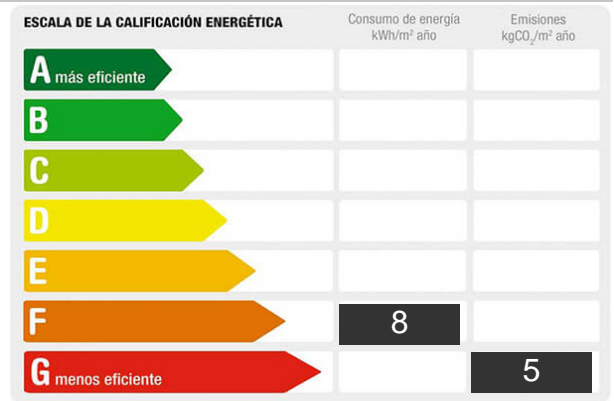 ESCALA DE LA CALIFICACIÓN ENERGÉTICA
Consumo de energía
kWh/m² año
Emisiones
kgCO₂/m² año
A más eficiente
B
C
D
E
F
8
G menos eficiente
5